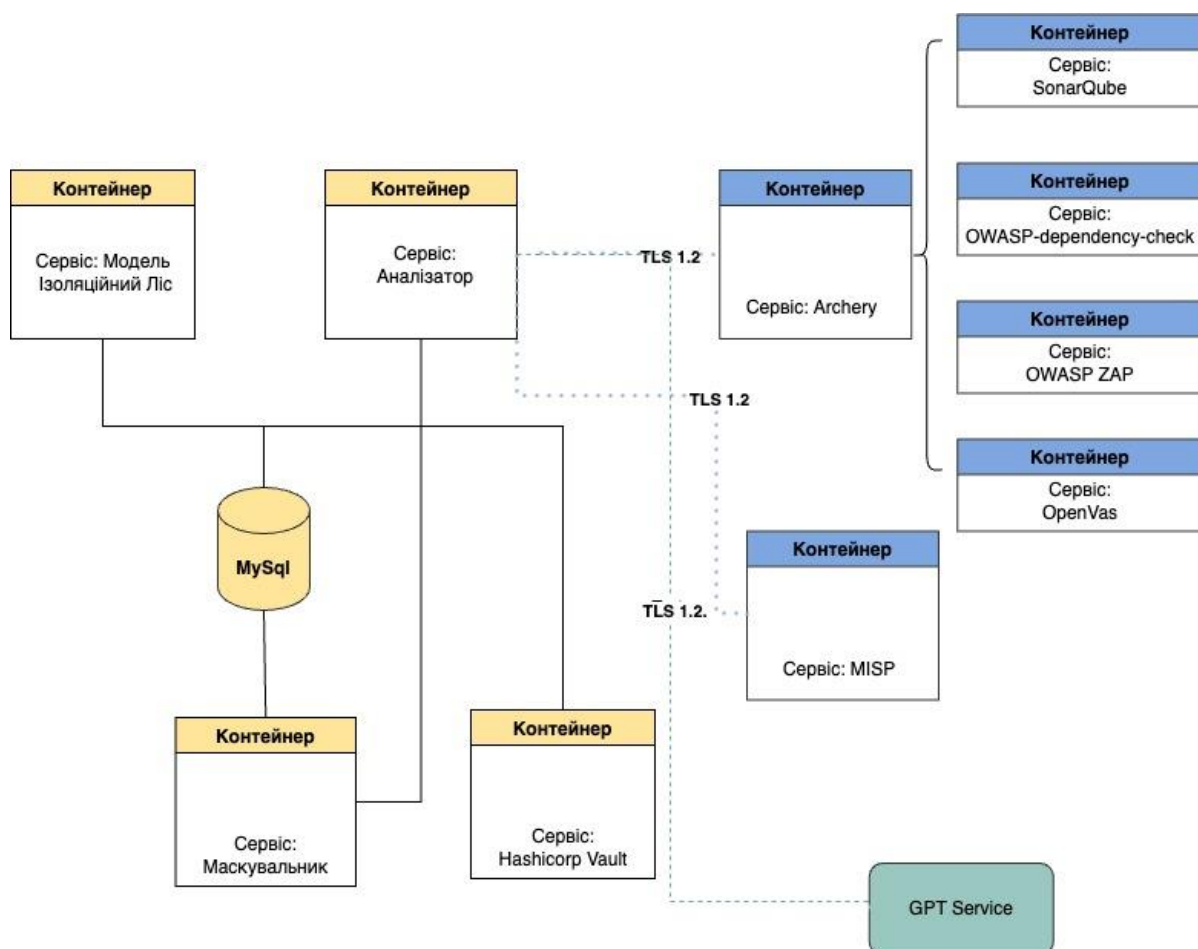 Контейнер
Сервіс:
SonarQube
Контейнер
Сервіс: Модель
Ізоляційний Ліс
Контейнер
Сервіс:
Аналізатор
TLS 1.2
Контейнер
Сервіс: Archery
Контейнер
Сервіс:
OWASP-dependency-check
Контейнер
Сервіс:
OWASP ZAP
TLS 1.2
Контейнер
Сервіс:
OpenVas
MySql
TLS 1.2.
Контейнер
Сервіс: MISP
Контейнер
Сервіс:
Маскувальник
Контейнер
Сервіс:
Hashicorp Vault
GPT Service